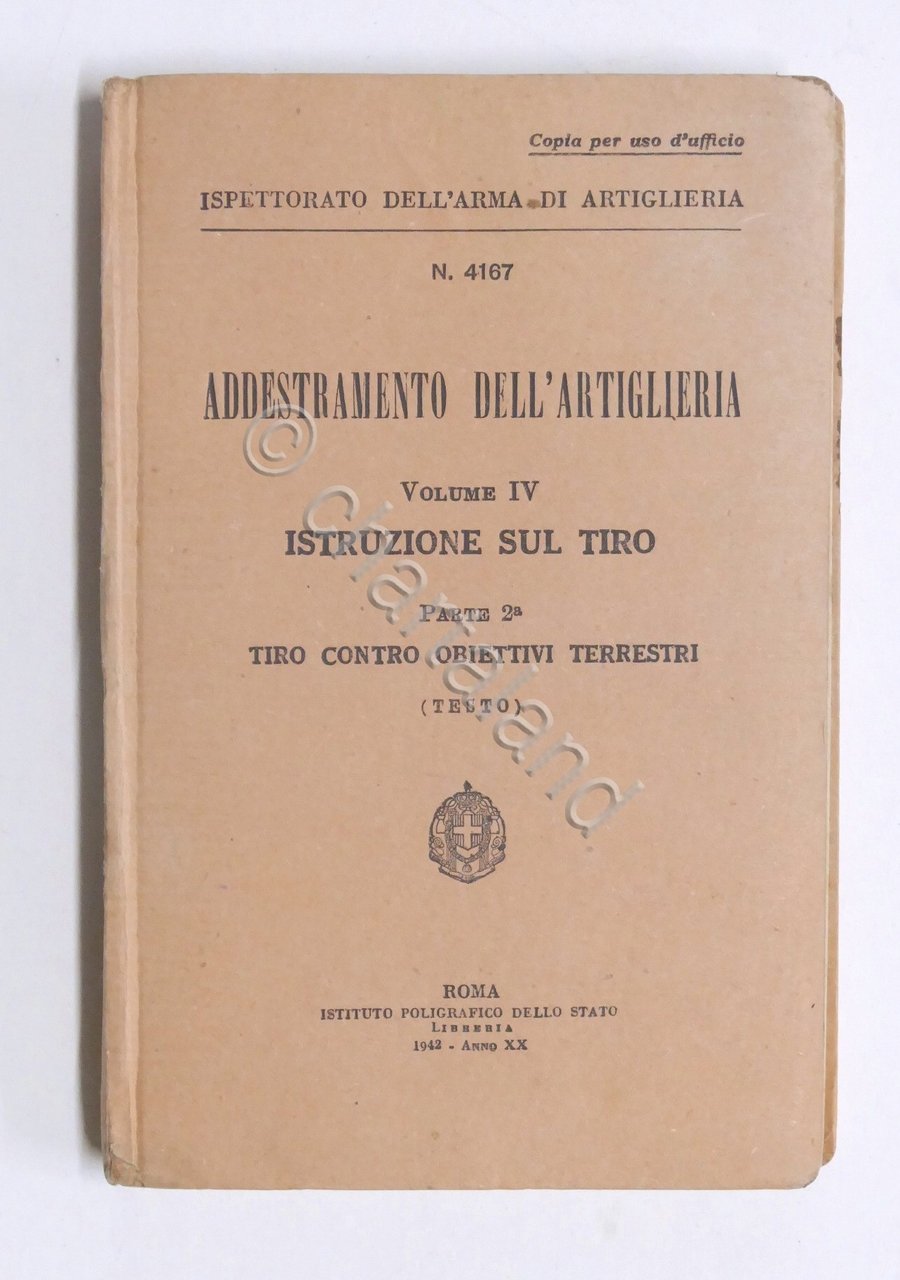 Copia per uso d'ufficio
ISPETTORATO DELL'ARMA DI ARTIGLIERIA
N. 4167
ADDESTRAMENTO DELL'ARTIGLIERIA
VOLUME IV
ISTRUZIONE SUL TIRO
PARTE 2ª
TIRO CONTRO OBIETTIVI TERRESTRI
(TESTO)
ROMA
ISTITUTO POLIGRAFICO DELLO STATO
LIBRERIA
1942 - ANNO XX
© chartaland